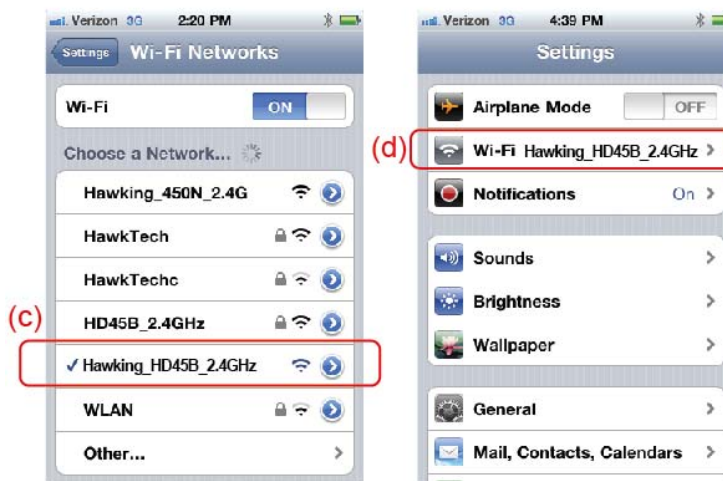 Verizon 3G 2:20 PM
Settings Wi-Fi Networks
Wi-Fi ON
Choose a Network...
Hawking_450N_2.4G
HawkTech
HawkTechc
HD45B_2.4GHz
(c)
Hawking_HD45B_2.4GHz
WLAN
Other...
Verizon 3G 4:39 PM
Settings
Airplane Mode OFF
(d)
Wi-Fi Hawking_HD45B_2.4GHz
Notifications On
Sounds
Brightness
Wallpaper
General
Mail, Contacts, Calendars